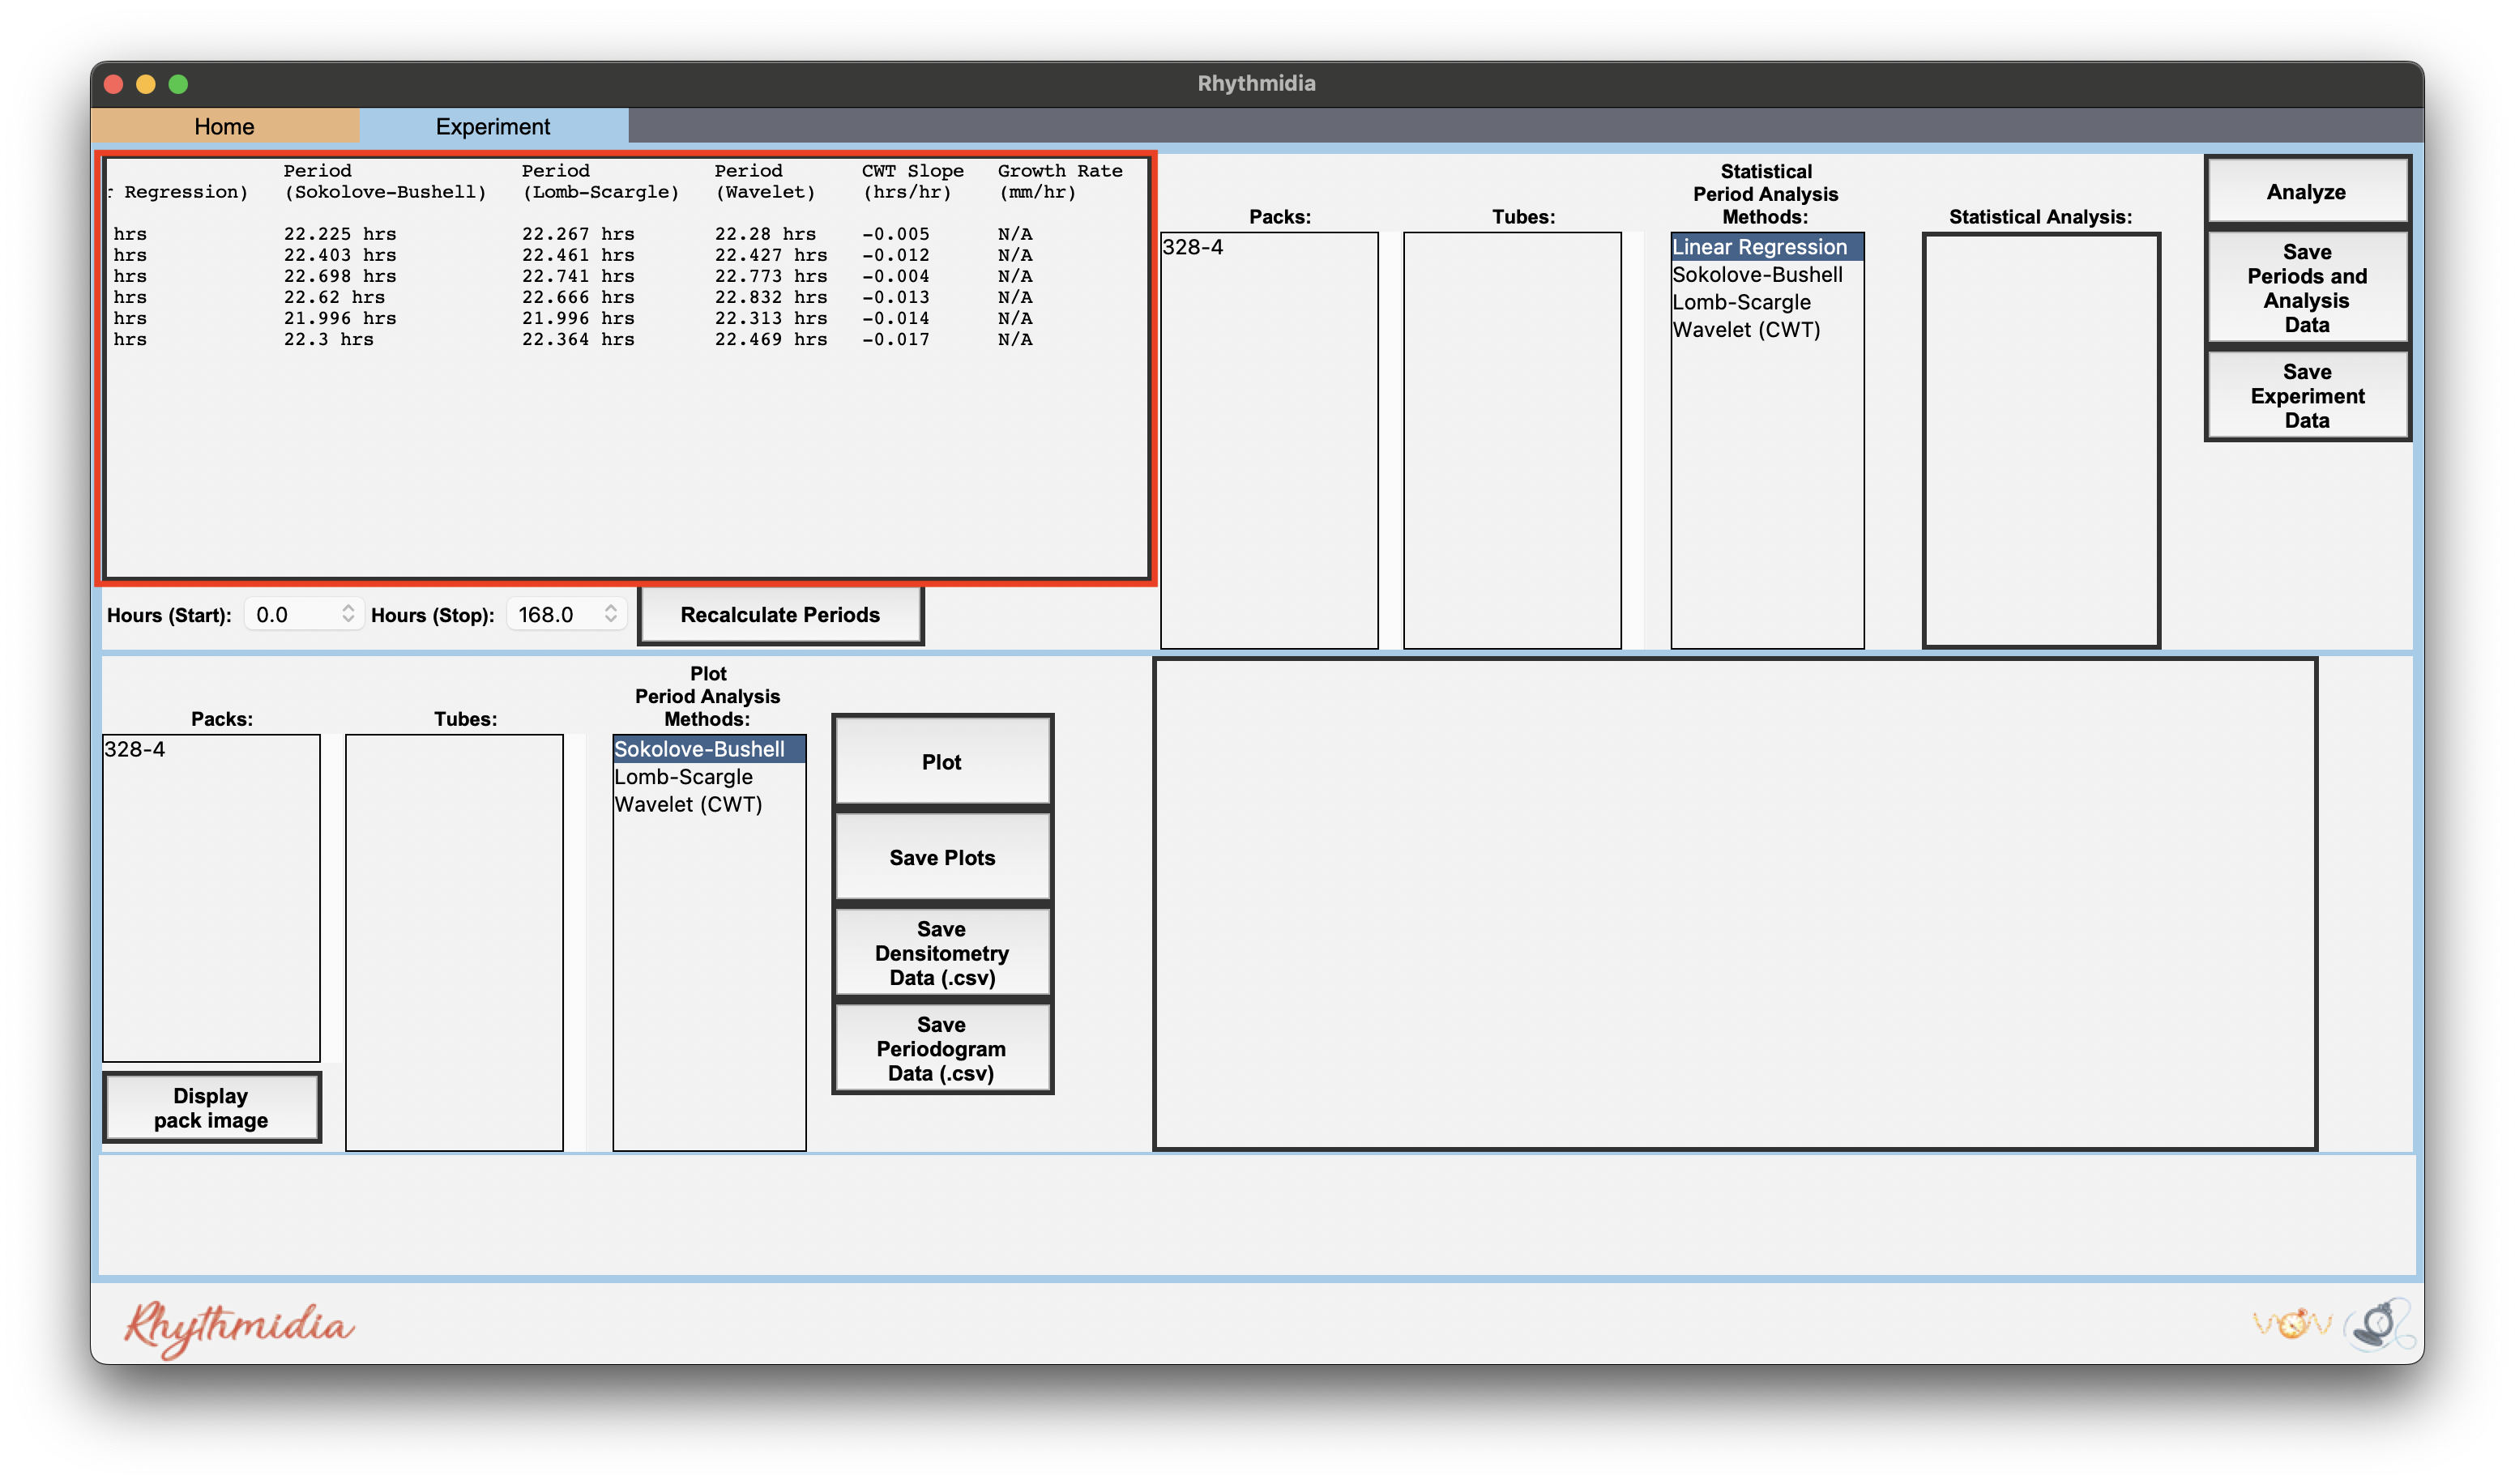 Rhythmidia
Home Experiment
Period Period Period CWT Slope Growth Rate
Regression) (Sokolove-Bushell) (Lomb-Scargle) (Wavelet) (hrs/hr) (mm/hr)
hrs 22.225 hrs 22.267 hrs 22.28 hrs -0.005 N/A
hrs 22.403 hrs 22.461 hrs 22.427 hrs -0.012 N/A
hrs 22.698 hrs 22.741 hrs 22.773 hrs -0.004 N/A
hrs 22.62 hrs 22.666 hrs 22.832 hrs -0.013 N/A
hrs 21.996 hrs 21.996 hrs 22.313 hrs -0.014 N/A
hrs 22.3 hrs 22.364 hrs 22.469 hrs -0.017 N/A
Hours (Start): 0.0 Hours (Stop): 168.0 Recalculate Periods
Packs:
328-4
Tubes:
Statistical
Period Analysis
Methods:
Linear Regression
Sokolove-Bushell
Lomb-Scargle
Wavelet (CWT)
Statistical Analysis:
Analyze
Save
Periods and
Analysis
Data
Save
Experiment
Data
Packs:
328-4
Display
pack image
Tubes:
Plot
Period Analysis
Methods:
Sokolove-Bushell
Lomb-Scargle
Wavelet (CWT)
Plot
Save Plots
Save
Densitometry
Data (.csv)
Save
Periodogram
Data (.csv)
Rhythmidia